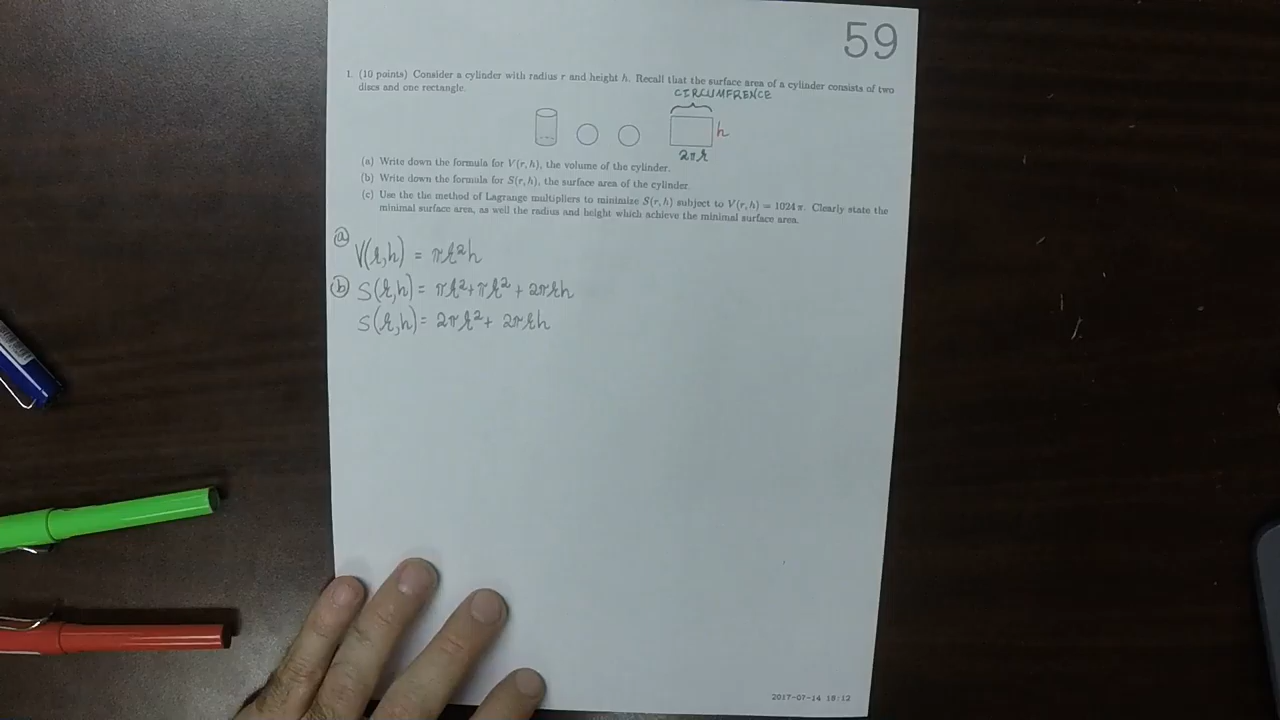 59
1. (10 points) Consider a cylinder with radius r and height h. Recall that the surface area of a cylinder consists of two
discs and one rectangle.
CIRCUMFRENCE
h
2πr
(a) Write down the formula for V(r, h), the volume of the cylinder.
(b) Write down the formula for S(r, h), the surface area of the cylinder.
(c) Use the the method of Lagrange multipliers to minimize S(r, h) subject to V(r, h) = 1024π. Clearly state the
minimal surface area, as well the radius and height which achieve the minimal surface area.
ⓐ
V(r,h) = πr²h
ⓑ S(r,h) = πr²+πr² + 2πrh
S(r,h) = 2πr² + 2πrh
2017-07-14 16:12